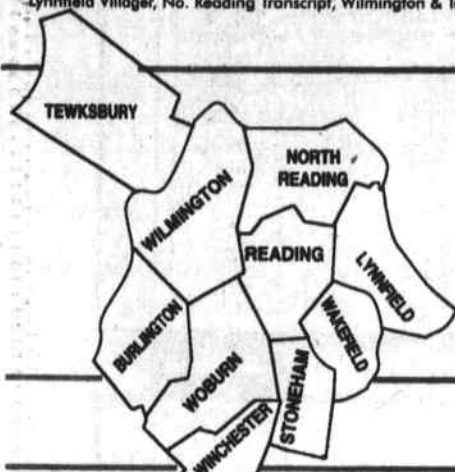 Lynnfield Villager, No. Reading Transcript, Wilmington &
TEWKSBURY
NORTH
READING
WILMINGTON
READING
LYNNFIELD
BURLINGTON
WAKEFIELD
WOBURN
STONEHAM
WINCHESTER